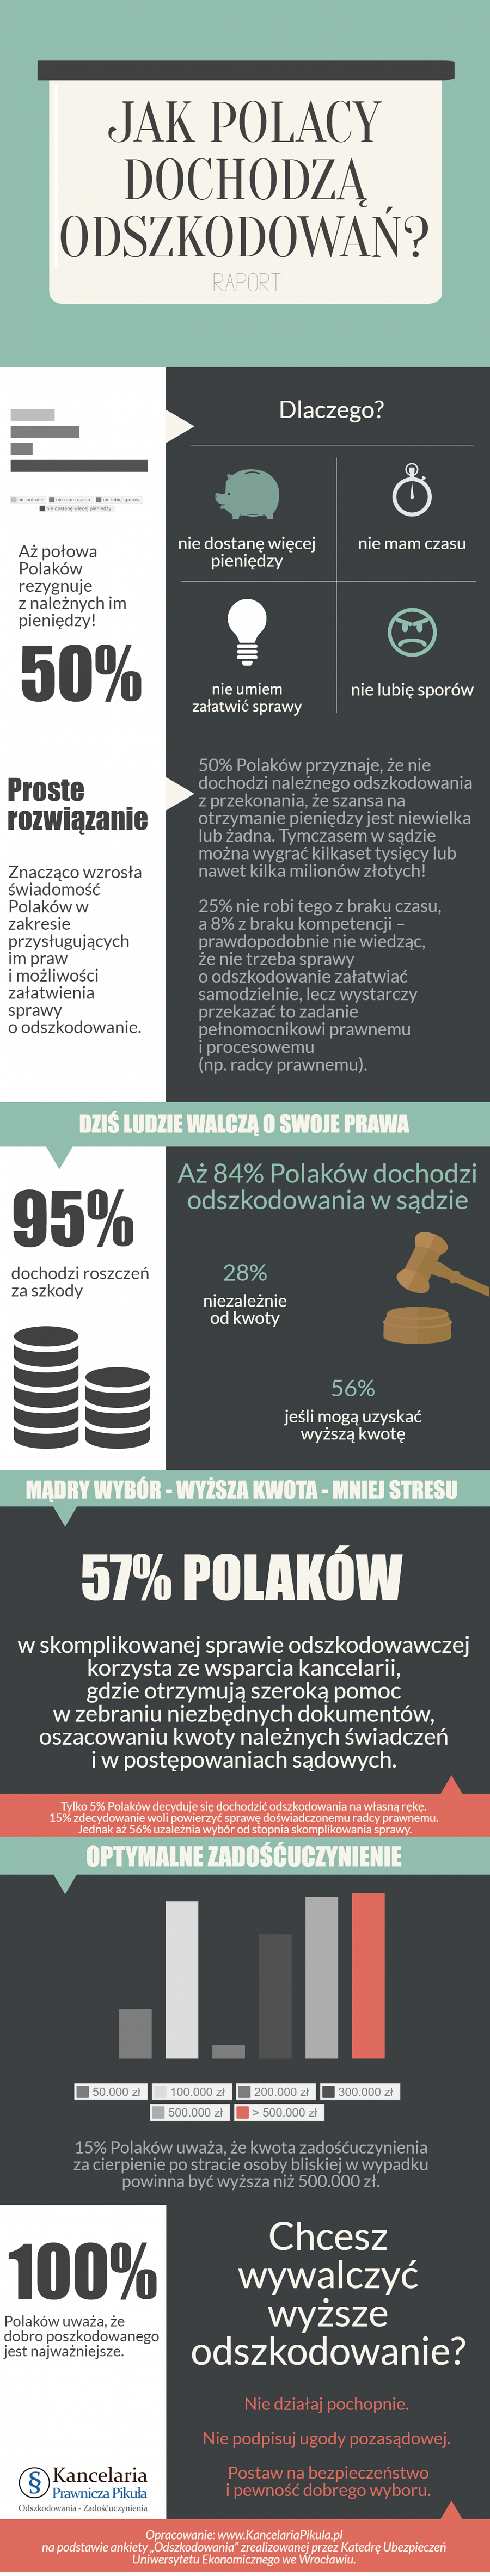 JAK POLACY
DOCHODZĄ
ODSZKODOWAŃ?
RAPORT
nie potrafię
nie mam czasu
nie lubię sporów
nie dostanę więcej pieniędzy
Aż połowa
Polaków
rezygnuje
z należnych im
pieniędzy!
50%
Dlaczego?
nie dostanę więcej
pieniędzy
nie mam czasu
nie umiem
załatwić sprawy
nie lubię sporów
Proste
rozwiązanie
Znacząco wzrosła
świadomość
Polaków w
zakresie
przysługujących
im praw
i możliwości
załatwienia
sprawy
o odszkodowanie.
50% Polaków przyznaje, że nie
dochodzi należnego odszkodowania
z przekonania, że szansa na
otrzymanie pieniędzy jest niewielka
lub żadna. Tymczasem w sądzie
można wygrać kilkaset tysięcy lub
nawet kilka milionów złotych!
25% nie robi tego z braku czasu,
a 8% z braku kompetencji –
prawdopodobnie nie wiedząc,
że nie trzeba sprawy
o odszkodowanie załatwiać
samodzielnie, lecz wystarczy
przekazać to zadanie
pełnomocnikowi prawnemu
i procesowemu
(np. radcy prawnemu).
DZIŚ LUDZIE WALCZĄ O SWOJE PRAWA
95%
dochodzi roszczeń
za szkody
Aż 84% Polaków dochodzi
odszkodowania w sądzie
28%
niezależnie
od kwoty
56%
jeśli mogą uzyskać
wyższą kwotę
MĄDRY WYBÓR - WYŻSZA KWOTA - MNIEJ STRESU
57% POLAKÓW
w skomplikowanej sprawie odszkodowawczej
korzysta ze wsparcia kancelarii,
gdzie otrzymują szeroką pomoc
w zebraniu niezbędnych dokumentów,
oszacowaniu kwoty należnych świadczeń
i w postępowaniach sądowych.
Tylko 5% Polaków decyduje się dochodzić odszkodowania na własną rękę.
15% zdecydowanie woli powierzyć sprawę doświadczonemu radcy prawnemu.
Jednak aż 56% uzależnia wybór od stopnia skomplikowania sprawy.
OPTYMALNE ZADOŚĆUCZYNIENIE
50.000 zł 100.000 zł 200.000 zł 300.000 zł
500.000 zł > 500.000 zł
15% Polaków uważa, że kwota zadośćuczynienia
za cierpienie po stracie osoby bliskiej w wypadku
powinna być wyższa niż 500.000 zł.
100%
Polaków uważa, że
dobro poszkodowanego
jest najważniejsze.
Chcesz
wywalczyć
wyższe
odszkodowanie?
Nie działaj pochopnie.
Nie podpisuj ugody pozasądowej.
Postaw na bezpieczeństwo
i pewność dobrego wyboru.
§ Kancelaria
Prawnicza Pikula
Odszkodowania - Zadośćuczynienia
Opracowanie: www.KancelariaPikula.pl
na podstawie ankiety „Odszkodowania" zrealizowanej przez Katedrę Ubezpieczeń
Uniwersytetu Ekonomicznego we Wrocławiu.